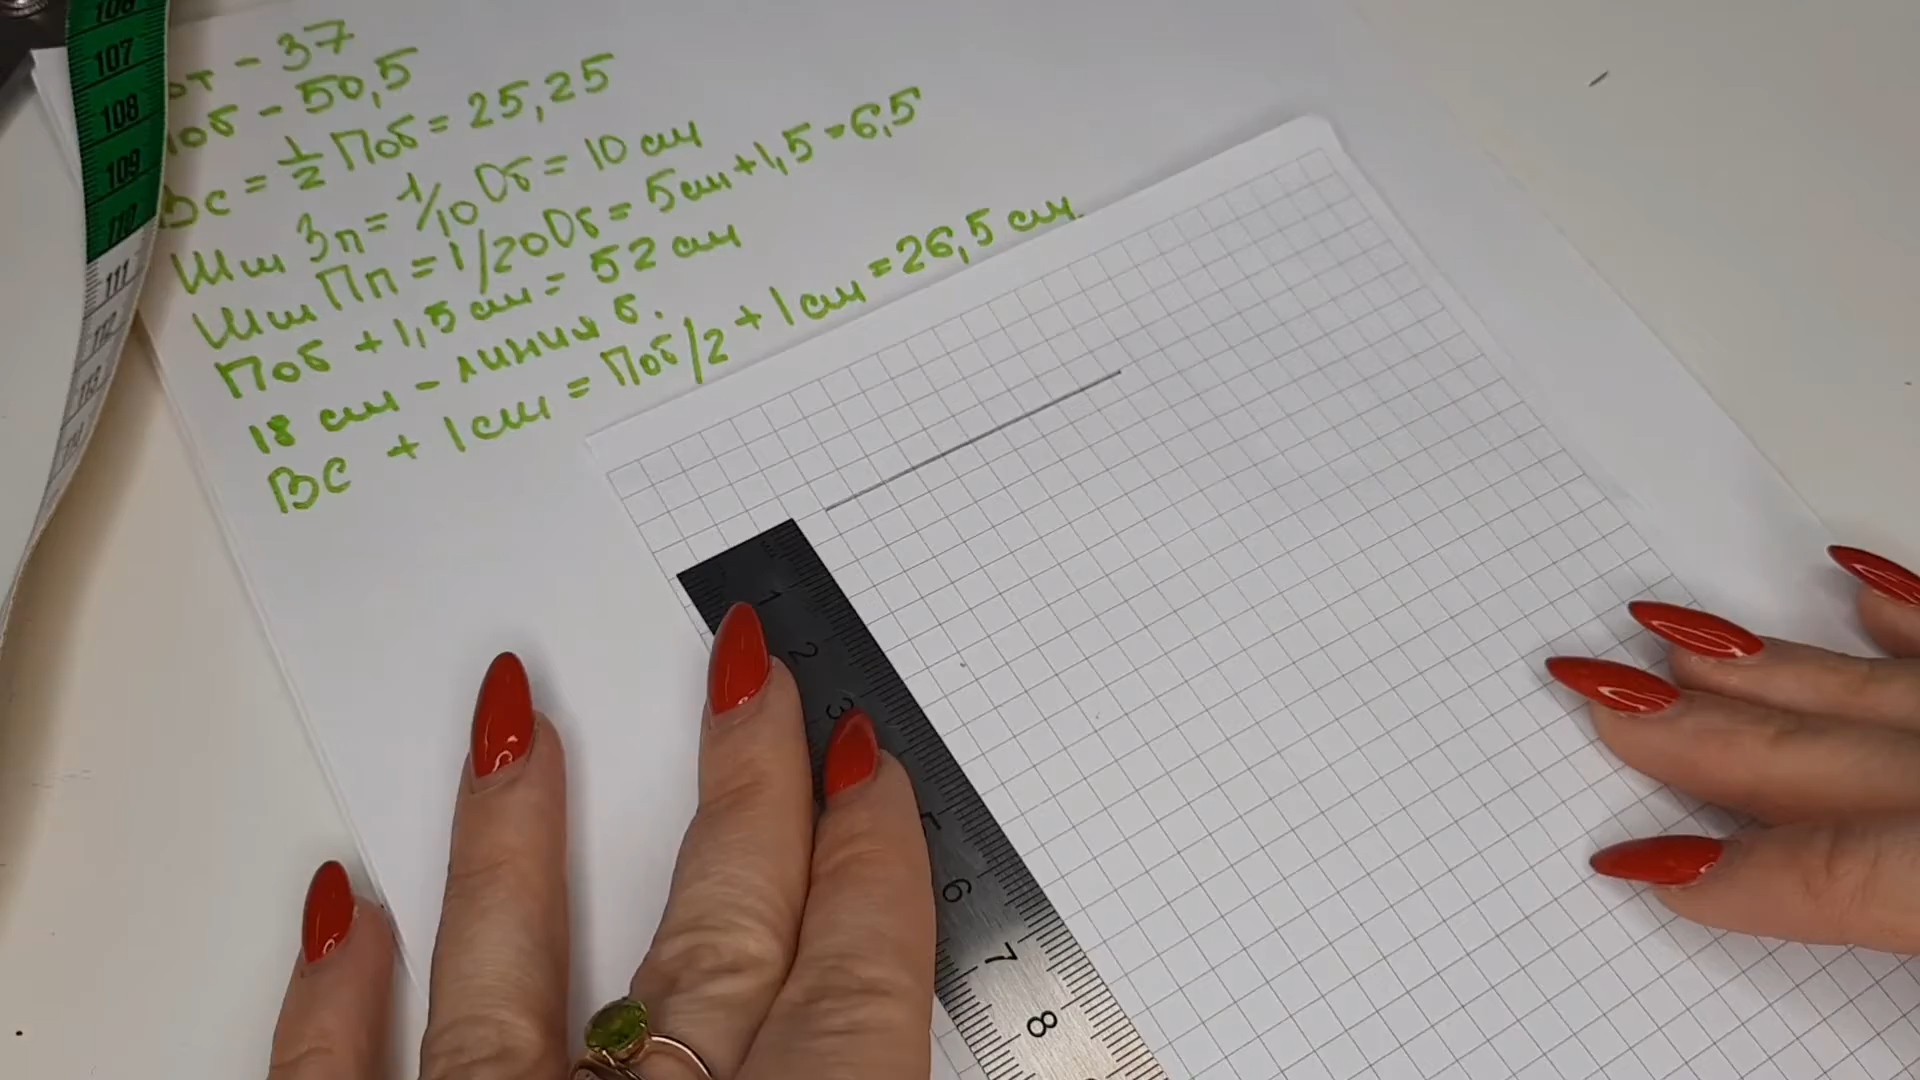 106
107
108
109
110
111
112
113
от - 37
Поб - 50,5
Вс = 1/2 Поб = 25,25
Шш Зп = 1/10 Об = 10 см
Шш Пп = 1/20 Об = 5 см + 1,5 = 6,5
Поб + 1,5 см = 52 см
18 см - линия б.
ВС + 1 см = Поб/2 + 1 см = 26,5 см
1
2
3
5
6
7
8